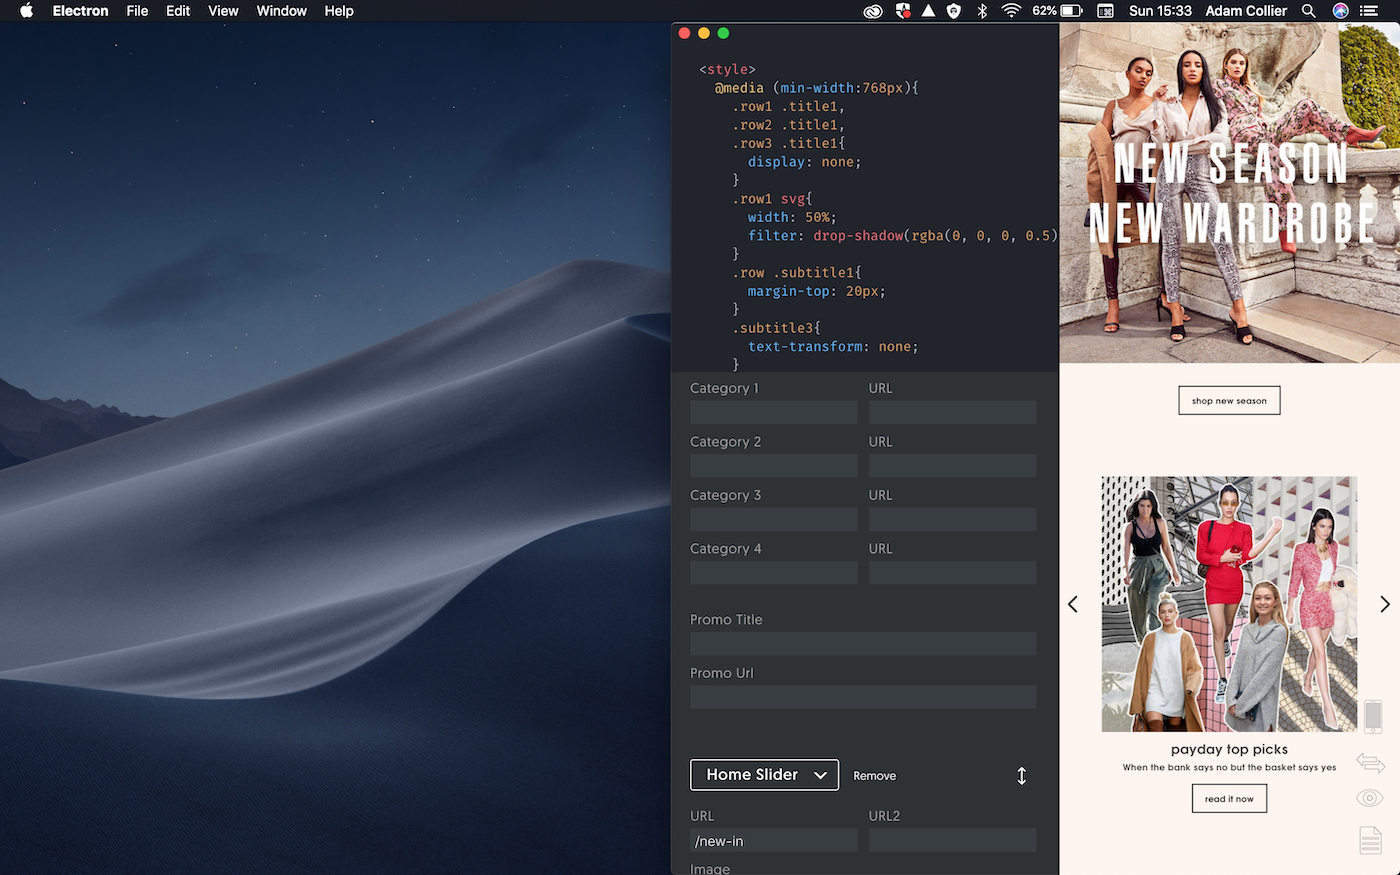 Electron File Edit View Window Help
62% Sun 15:33 Adam Collier
<style>
@media (min-width:768px){
.row1 .title1,
.row2 .title1,
.row3 .title1{
display: none;
}
.row1 svg{
width: 50%;
filter: drop-shadow(rgba(0, 0, 0, 0.5)
}
.row .subtitle1{
margin-top: 20px;
}
.subtitle3{
text-transform: none;
}
Category 1 URL
Category 2 URL
Category 3 URL
Category 4 URL
Promo Title
Promo Url
Home Slider Remove
URL URL2
/new-in
Image
NEW SEASON
NEW WARDROBE
shop new season
payday top picks
When the bank says no but the basket says yes
read it now